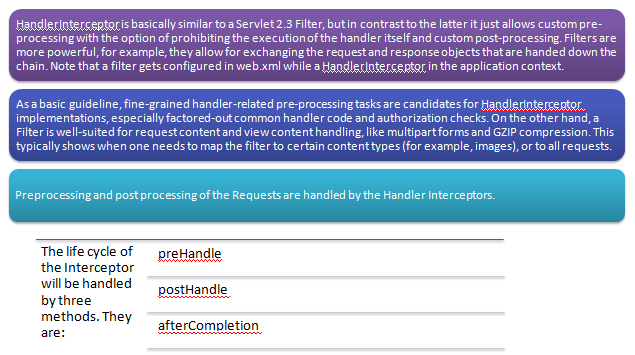 HandlerInterceptor is basically similar to a Servlet 2.3 Filter, but in contrast to the latter it just allows custom pre-
processing with the option of prohibiting the execution of the handler itself and custom post-processing. Filters are
more powerful, for example, they allow for exchanging the request and response objects that are handed down the
chain. Note that a filter gets configured in web.xml while a HandlerInterceptor in the application context.
As a basic guideline, fine-grained handler-related pre-processing tasks are candidates for HandlerInterceptor
implementations, especially factored-out common handler code and authorization checks. On the other hand, a
Filter is well-suited for request content and view content handling, like multipart forms and GZIP compression. This
typically shows when one needs to map the filter to certain content types (for example, images), or to all requests.
Preprocessing and post processing of the Requests are handled by the Handler Interceptors.
The life cycle of
the Interceptor
will be handled
by three
methods. They
are:
preHandle
postHandle
afterCompletion